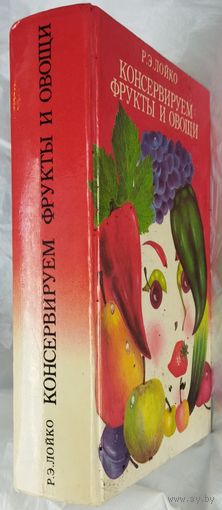 Р.Э.ЛОЙКО КОНСЕРВИРУЕМ ФРУКТЫ И ОВОЩИ
Р.Э.ЛОЙКО
КОНСЕРВИРУЕМ
ФРУКТЫ И ОВОЩИ
www.ay.by